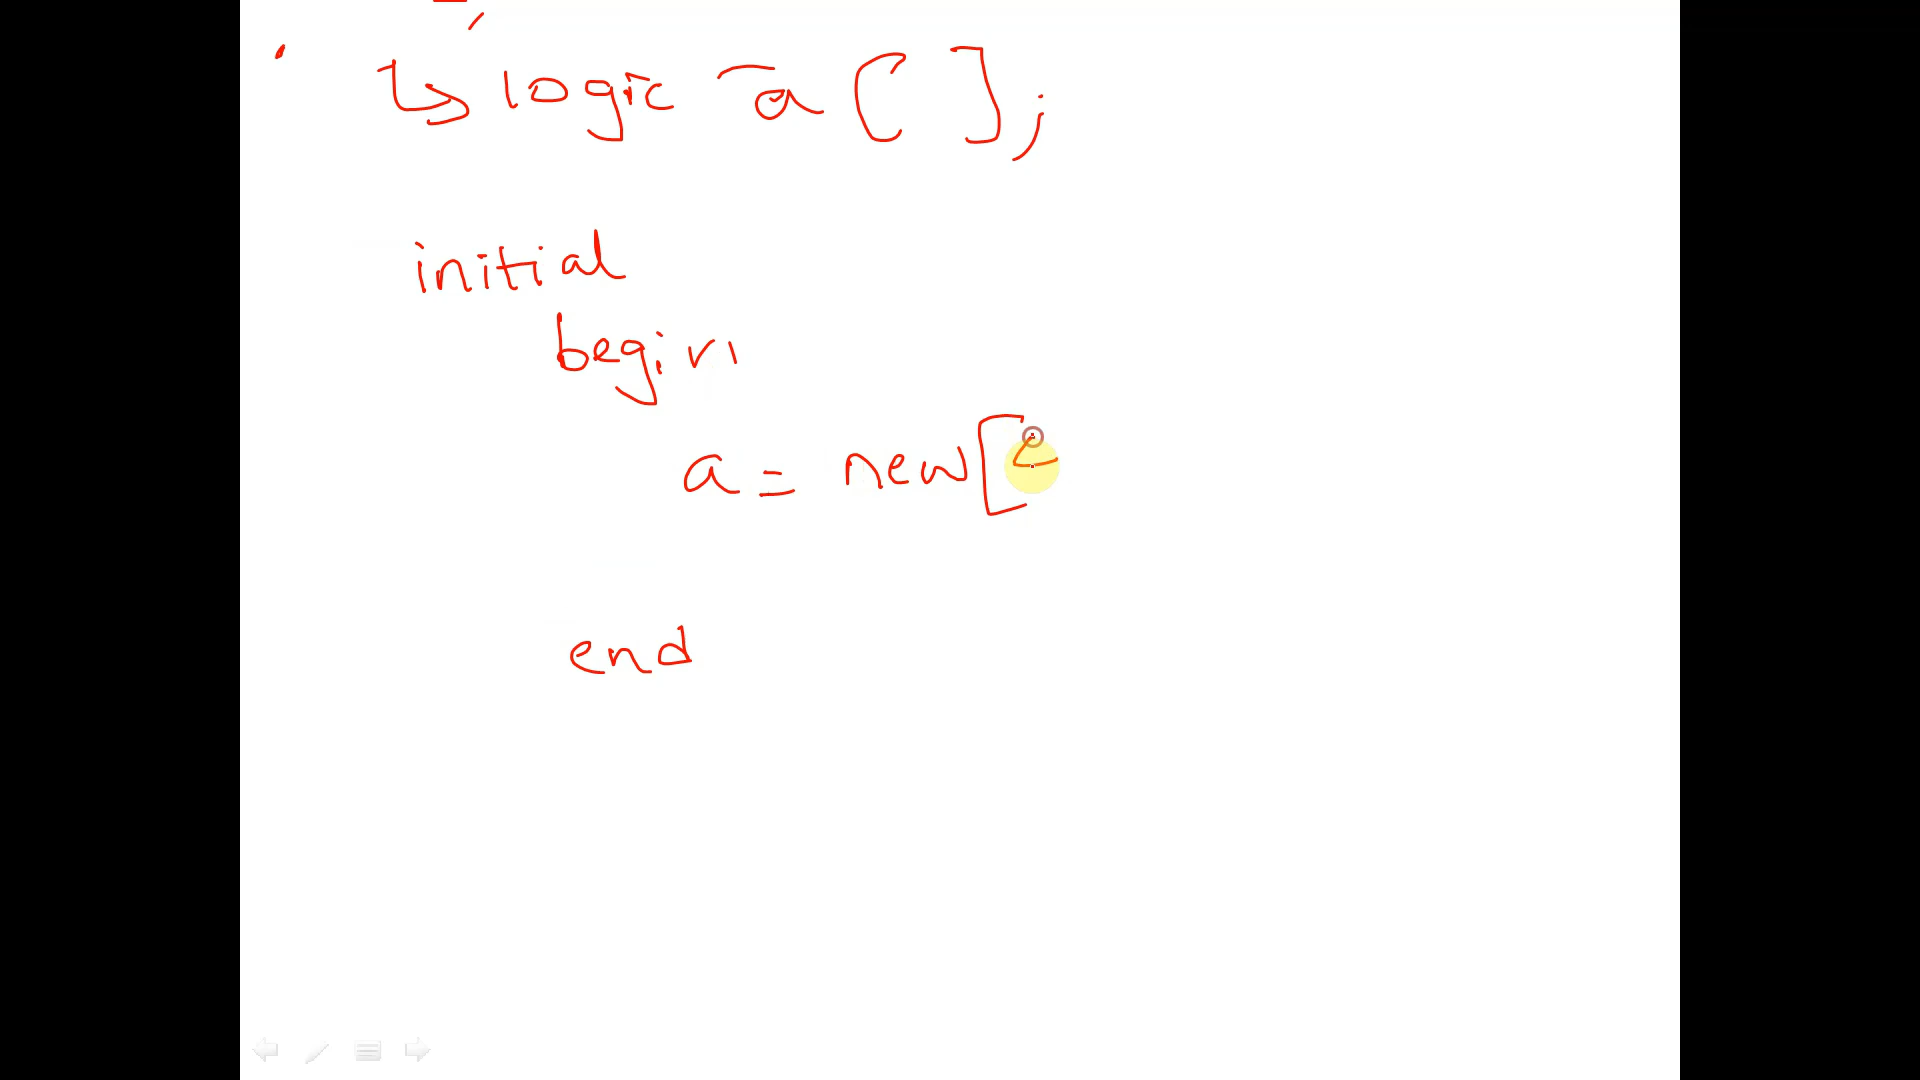 ↳ logic a[ ];
initial
begin
a = new[
end